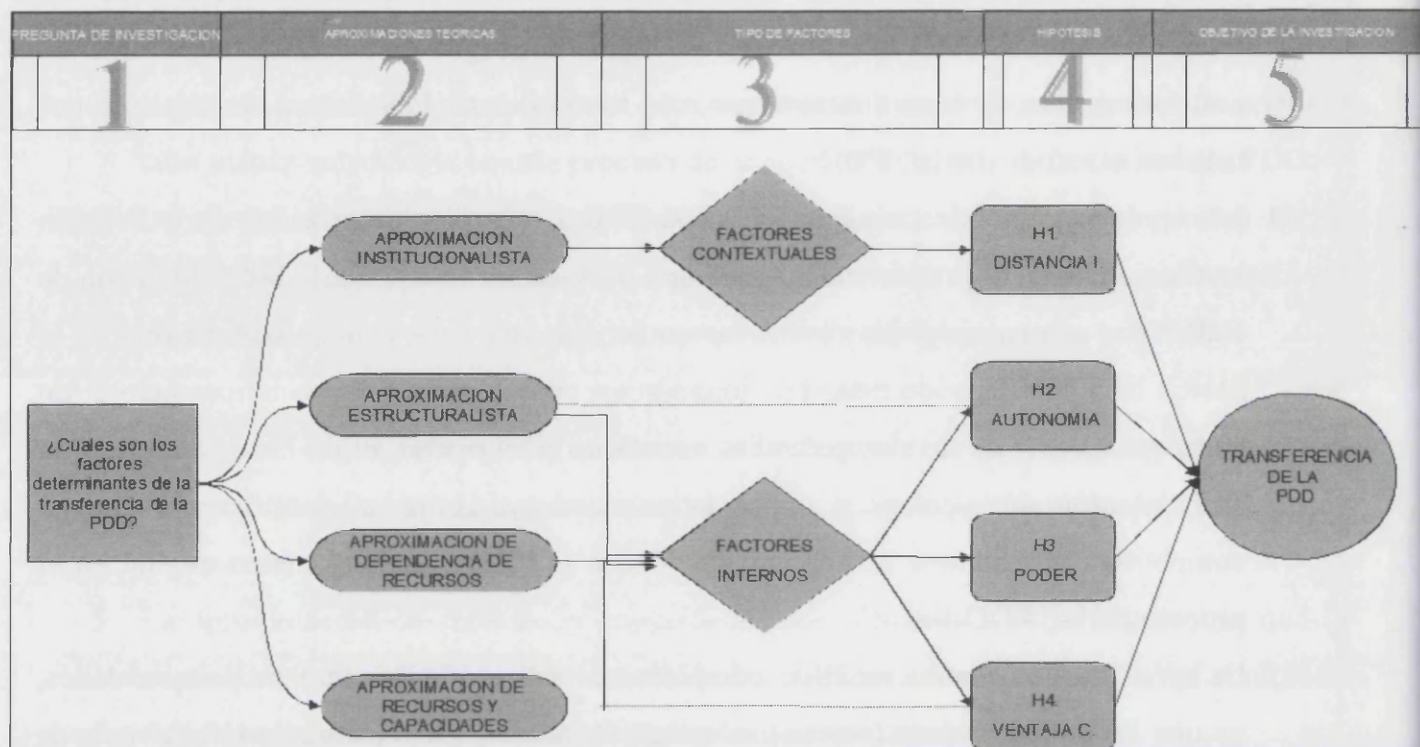 PREGUNTA DE INVESTIGACION
APROXIMACIONES TEORICAS
TIPO DE FACTORES
HIPOTESIS
OBJETIVO DE LA INVESTIGACION
1
2
3
4
5
¿Cuales son los
factores
determinantes de la
transferencia de la
PDD?
APROXIMACION
INSTITUCIONALISTA
APROXIMACION
ESTRUCTURALISTA
APROXIMACION DE
DEPENDENCIA DE
RECURSOS
APROXIMACION DE
RECURSOS Y
CAPACIDADES
FACTORES
CONTEXTUALES
FACTORES
INTERNOS
H1
DISTANCIA I.
H2
AUTONOMIA
H3
PODER
H4
VENTAJA C.
TRANSFERENCIA
DE LA
PDD